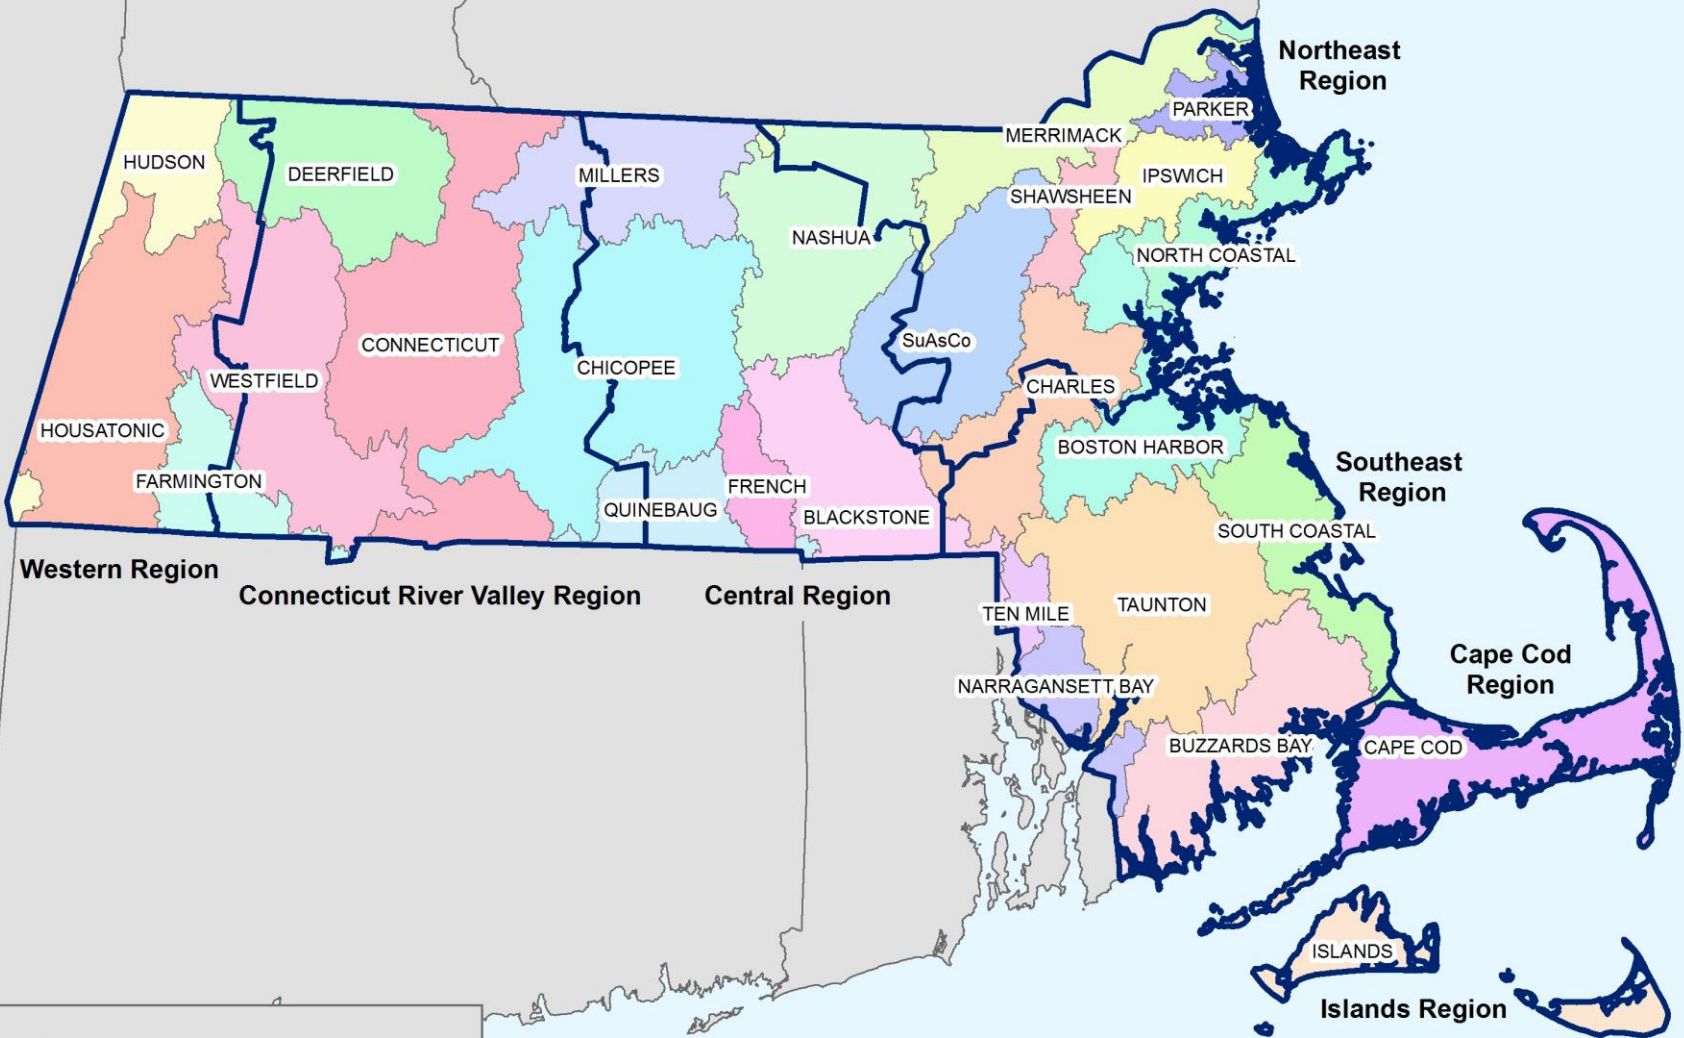 Northeast
Region
PARKER
MERRIMACK
HUDSON
DEERFIELD
MILLERS
IPSWICH
SHAWSHEEN
NASHUA
NORTH COASTAL
CONNECTICUT
SuAsCo
CHICOPEE
WESTFIELD
CHARLES
HOUSATONIC
BOSTON HARBOR
Southeast
Region
FARMINGTON
FRENCH
QUINEBAUG
BLACKSTONE
SOUTH COASTAL
Western Region
Connecticut River Valley Region
Central Region
TEN MILE
TAUNTON
Cape Cod
Region
NARRAGANSETT BAY
BUZZARDS BAY
CAPE COD
ISLANDS
Islands Region